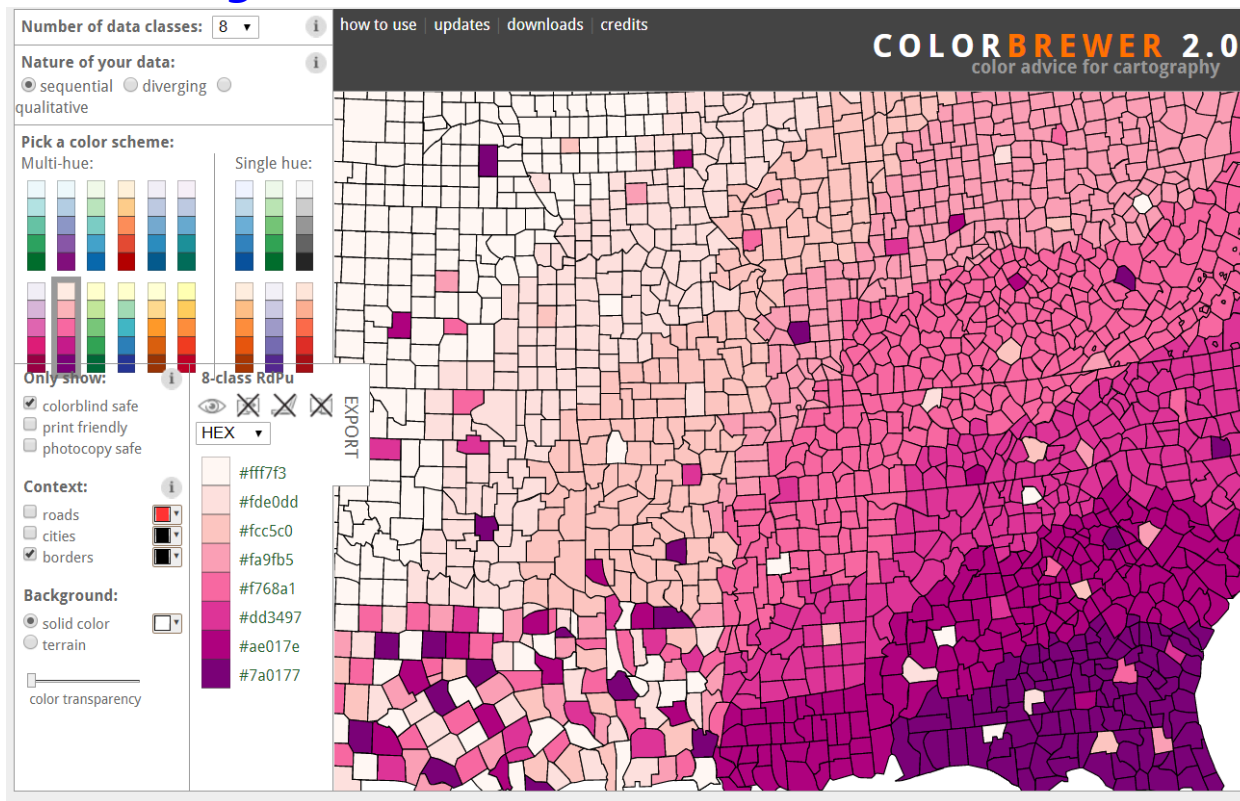 Number of data classes: 8
i
how to use | updates | downloads | credits
COLORBREWER 2.0
color advice for cartography
Nature of your data:
i
sequential diverging
qualitative
Pick a color scheme:
Multi-hue: Single hue:
Only show:
i
colorblind safe
print friendly
photocopy safe
Context:
i
roads
cities
borders
Background:
solid color
terrain
color transparency
8-class RdPu
EXPORT
HEX
#fff7f3
#fde0dd
#fcc5c0
#fa9fb5
#f768a1
#dd3497
#ae017e
#7a0177